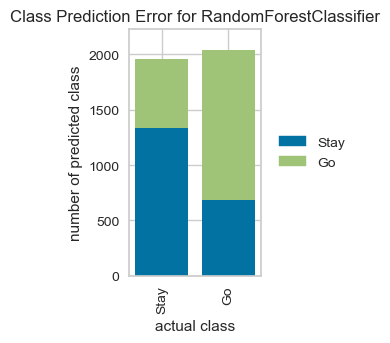 Class Prediction Error for RandomForestClassifier
number of predicted class
2000
1500
1000
500
0
Stay
Go
actual class
Stay
Go